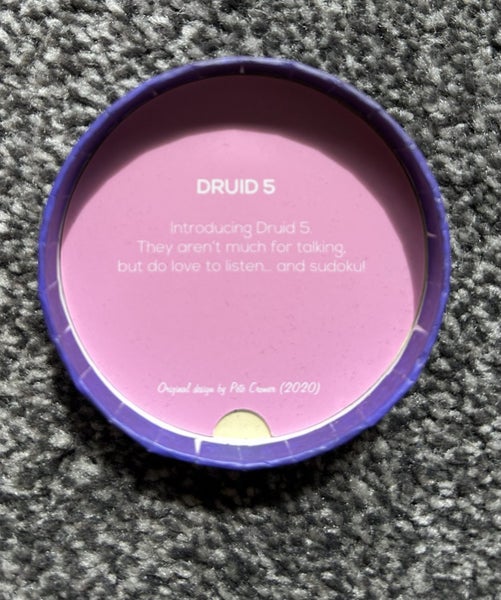 DRUID 5
Introducing Druid 5.
They aren't much for talking,
but do love to listen... and sudoku!
Original design by Pete Cromer (2020)